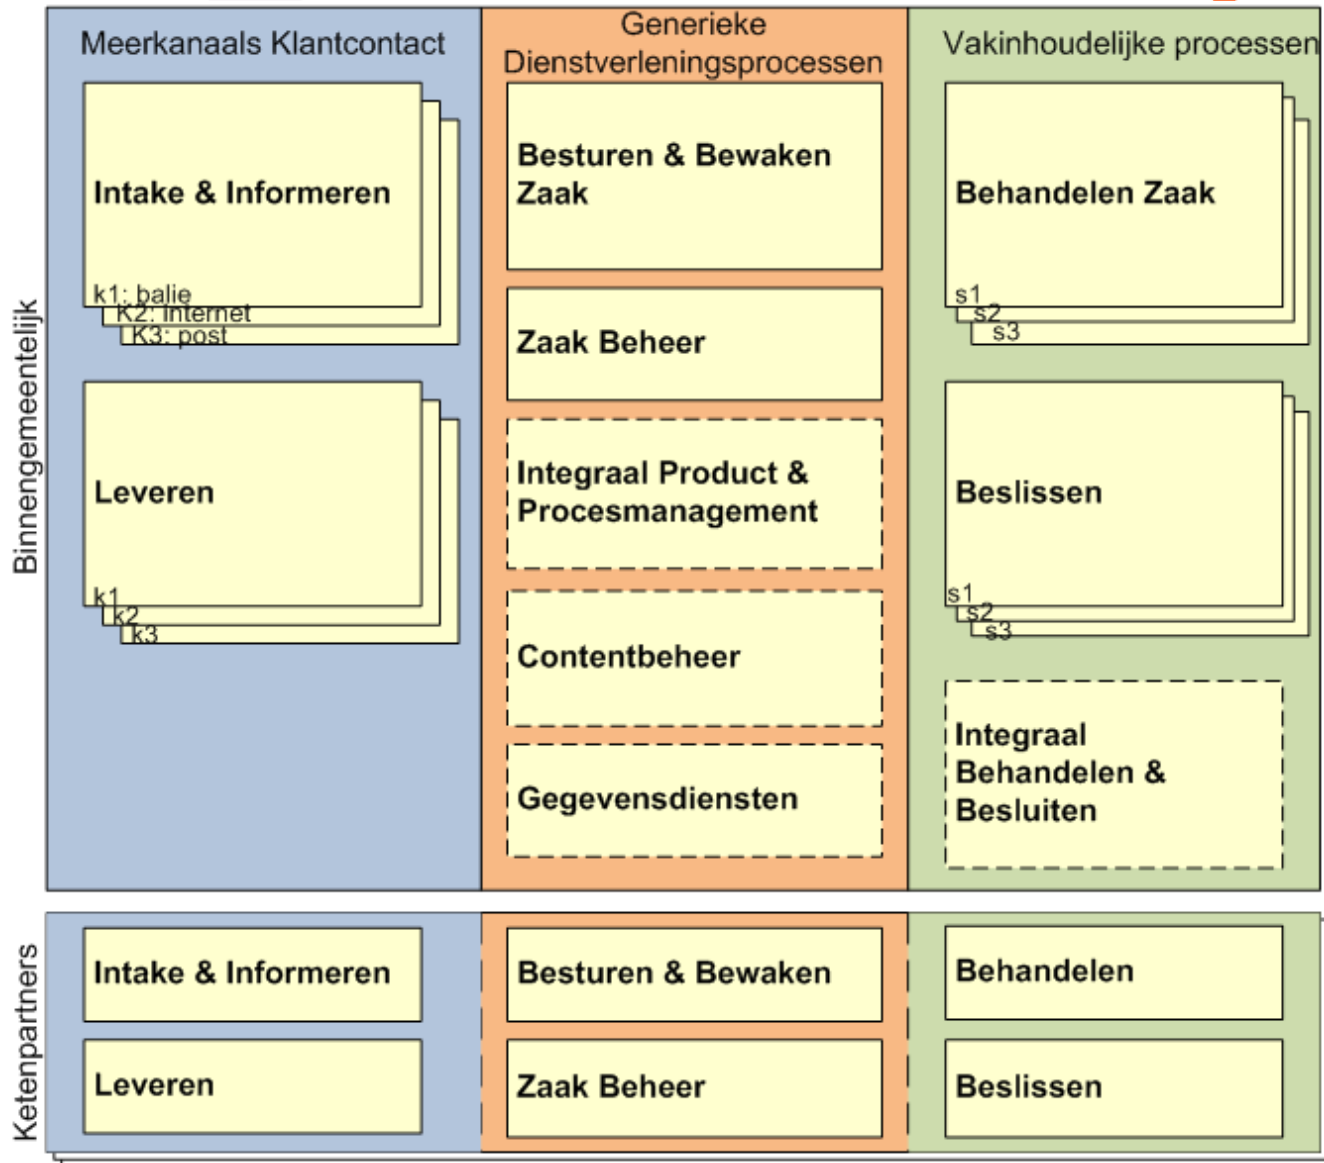 Meerkanaals Klantcontact
Generieke
Dienstverleningsprocessen
Vakinhoudelijke processen
Binnengemeentelijk
Intake & Informeren
k1: balie
K2: internet
K3: post
Leveren
k1
k2
k3
Besturen & Bewaken
Zaak
Zaak Beheer
Integraal Product &
Procesmanagement
Contentbeheer
Gegevensdiensten
Behandelen Zaak
s1
s2
s3
Beslissen
s1
s2
s3
Integraal
Behandelen &
Besluiten
Ketenpartners
Intake & Informeren
Leveren
Besturen & Bewaken
Zaak Beheer
Behandelen
Beslissen